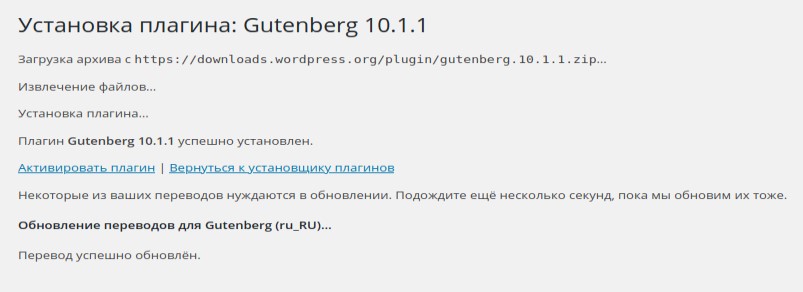 Установка плагина: Gutenberg 10.1.1
Загрузка архива с https://downloads.wordpress.org/plugin/gutenberg.10.1.1.zip…
Извлечение файлов…
Установка плагина…
Плагин Gutenberg 10.1.1 успешно установлен.
Активировать плагин | Вернуться к установщику плагинов
Некоторые из ваших переводов нуждаются в обновлении. Подождите ещё несколько секунд, пока мы обновим их тоже.
Обновление переводов для Gutenberg (ru_RU)…
Перевод успешно обновлён.